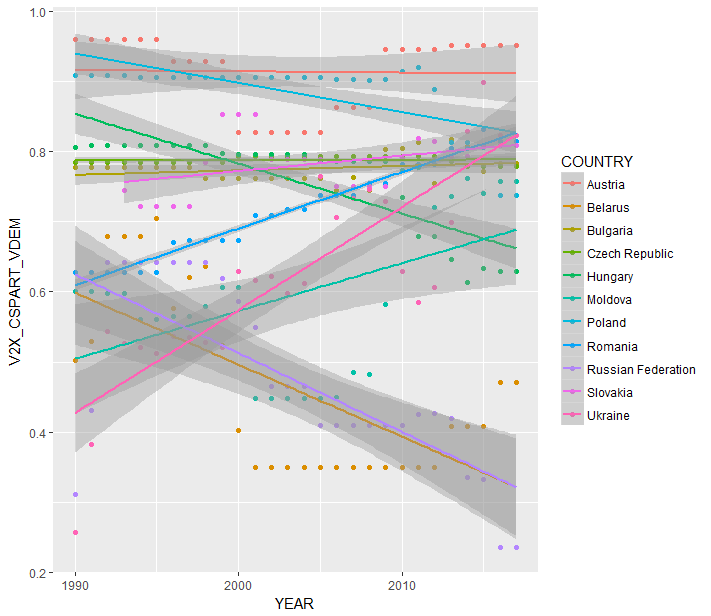 V2X_CSPART_VDEM
1.0
0.8
0.6
0.4
0.2
1990
2000
2010
YEAR
COUNTRY
Austria
Belarus
Bulgaria
Czech Republic
Hungary
Moldova
Poland
Romania
Russian Federation
Slovakia
Ukraine